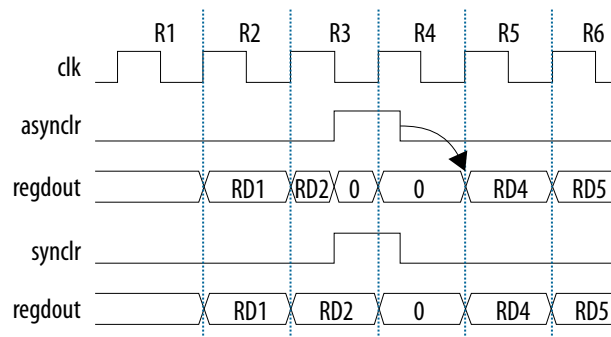 R1 R2 R3 R4 R5 R6
clk
asynclr
regdout RD1 RD2 0 0 RD4 RD5
synclr
regdout RD1 RD2 0 RD4 RD5